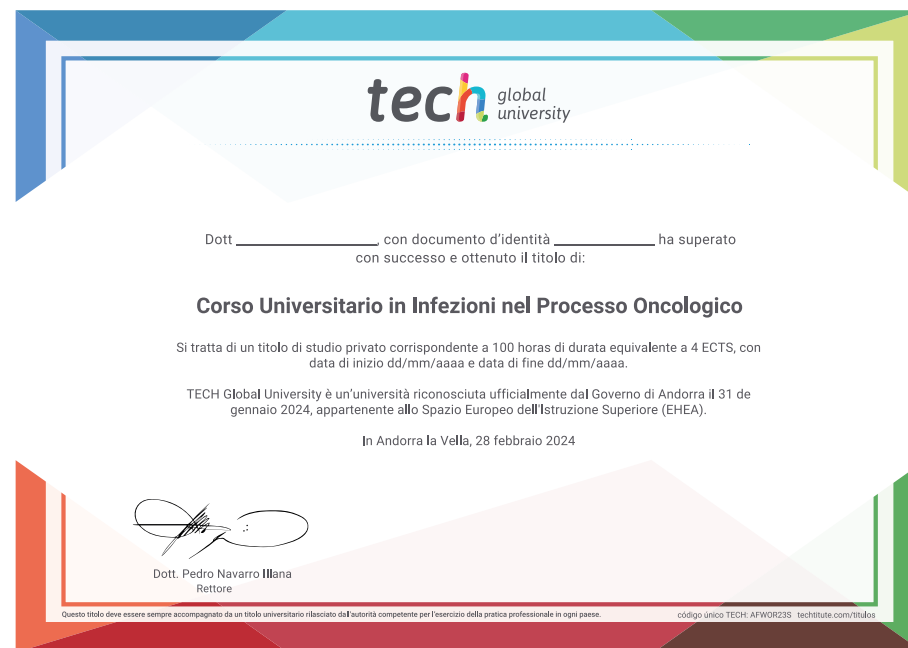 tech global university
Dott ____________, con documento d'identità ____________ ha superato
con successo e ottenuto il titolo di:
Corso Universitario in Infezioni nel Processo Oncologico
Si tratta di un titolo di studio privato corrispondente a 100 horas di durata equivalente a 4 ECTS, con
data di inizio dd/mm/aaaa e data di fine dd/mm/aaaa.
TECH Global University è un'università riconosciuta ufficialmente dal Governo di Andorra il 31 de
gennaio 2024, appartenente allo Spazio Europeo dell'Istruzione Superiore (EHEA).
In Andorra la Vella, 28 febbraio 2024
Dott. Pedro Navarro Illana
Rettore
Questo titolo deve essere sempre accompagnato da un titolo universitario rilasciato dall'autorità competente per l'esercizio della pratica professionale in ogni paese.
código único TECH: AFWOR23S techtitute.com/titulos